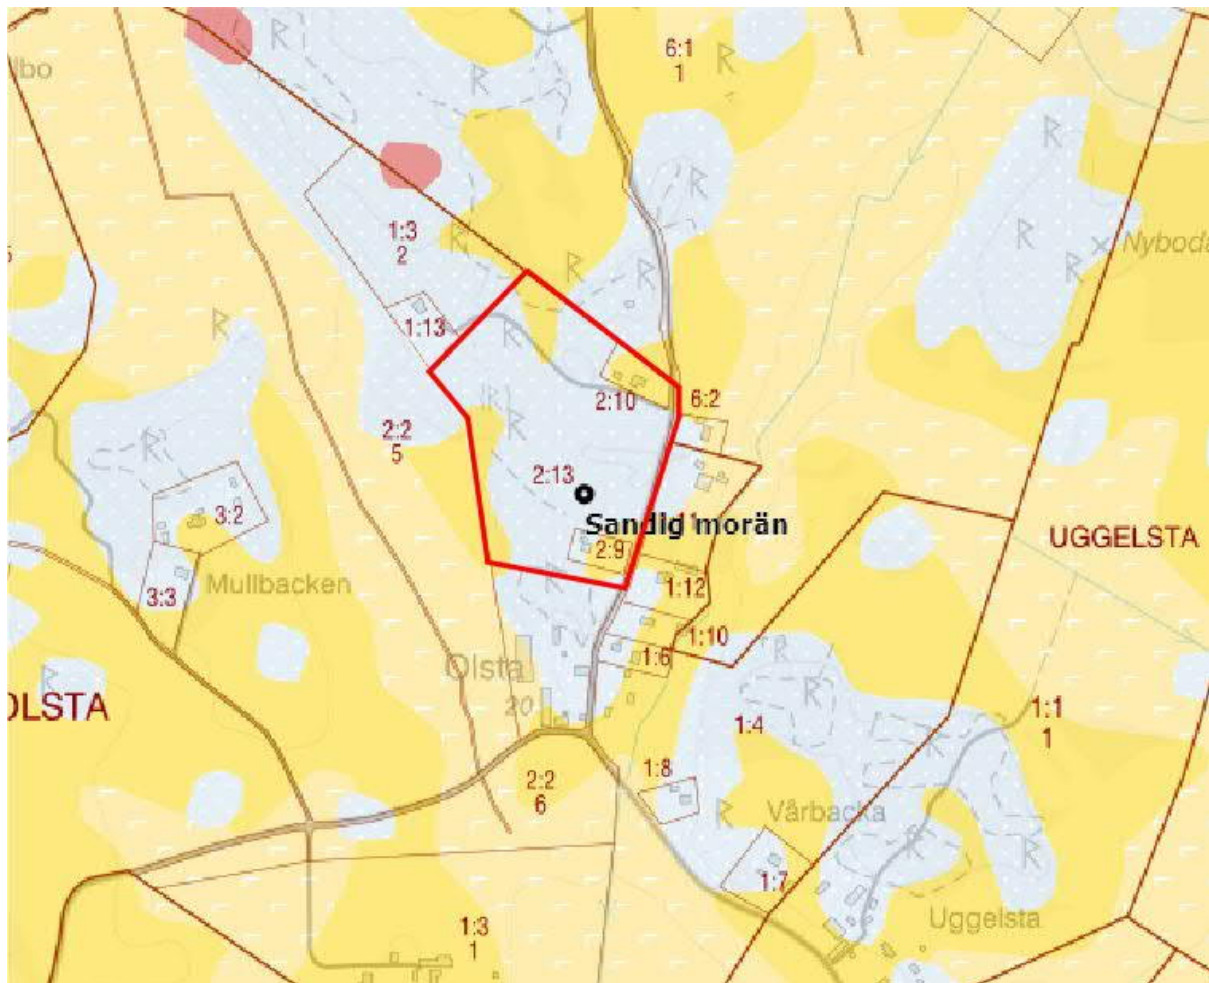 6:1
1
R
R
R
lbo
R
R
R
1:3
2
R
R
R
Nyboda
R
R
R
1:13
R
2:10
6:2
R
2:2
5
R
R
2:13
Sandig morän
3:2
2:9
UGGELSTA
Mullbacken
3:3
R
1:12
1:10
1:6
Olsta
R
R
R
20
OLSTA
1:4
1:1
1
R
2:2
6
1:8
Vårbacka
R
R
R
1:7
Uggelsta
1:3
1